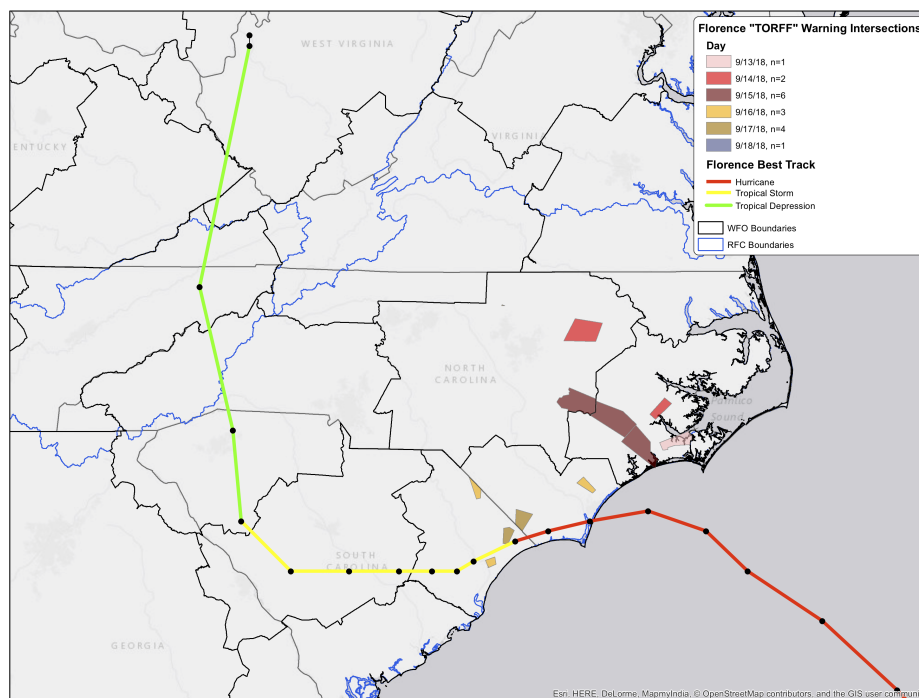 Florence "TORFF" Warning Intersections
Day
9/13/18, n=1
9/14/18, n=2
9/15/18, n=6
9/16/18, n=3
9/17/18, n=4
9/18/18, n=1
Florence Best Track
Hurricane
Tropical Storm
Tropical Depression
WFO Boundaries
RFC Boundaries
WEST VIRGINIA
VIRGINIA
ENTUCKY
NORTH
CAROLINA
Pamlico
Sound
SOUTH
CAROLINA
GEORGIA
Esri, HERE, DeLorme, MapmyIndia, © OpenStreetMap contributors, and the GIS user commun